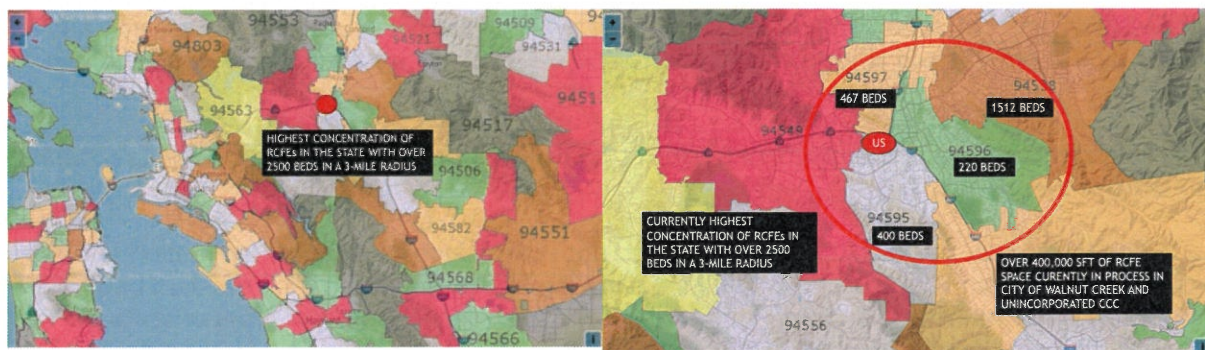 94553
94509
94803
94521
94531
94563
94517
HIGHEST CONCENTRATION OF
RCFEs IN THE STATE WITH OVER
2500 BEDS IN A 3-MILE RADIUS
94506
94582
94551
94568
94566
94597
467 BEDS
1512 BEDS
94549
US
94596
220 BEDS
94595
400 BEDS
CURRENTLY HIGHEST
CONCENTRATION OF RCFEs IN
THE STATE WITH OVER 2500
BEDS IN A 3-MILE RADIUS
OVER 400,000 SFT OF RCFE
SPACE CURENTLY IN PROCESS IN
CITY OF WALNUT CREEK AND
UNINCORPORATED CCC
94556